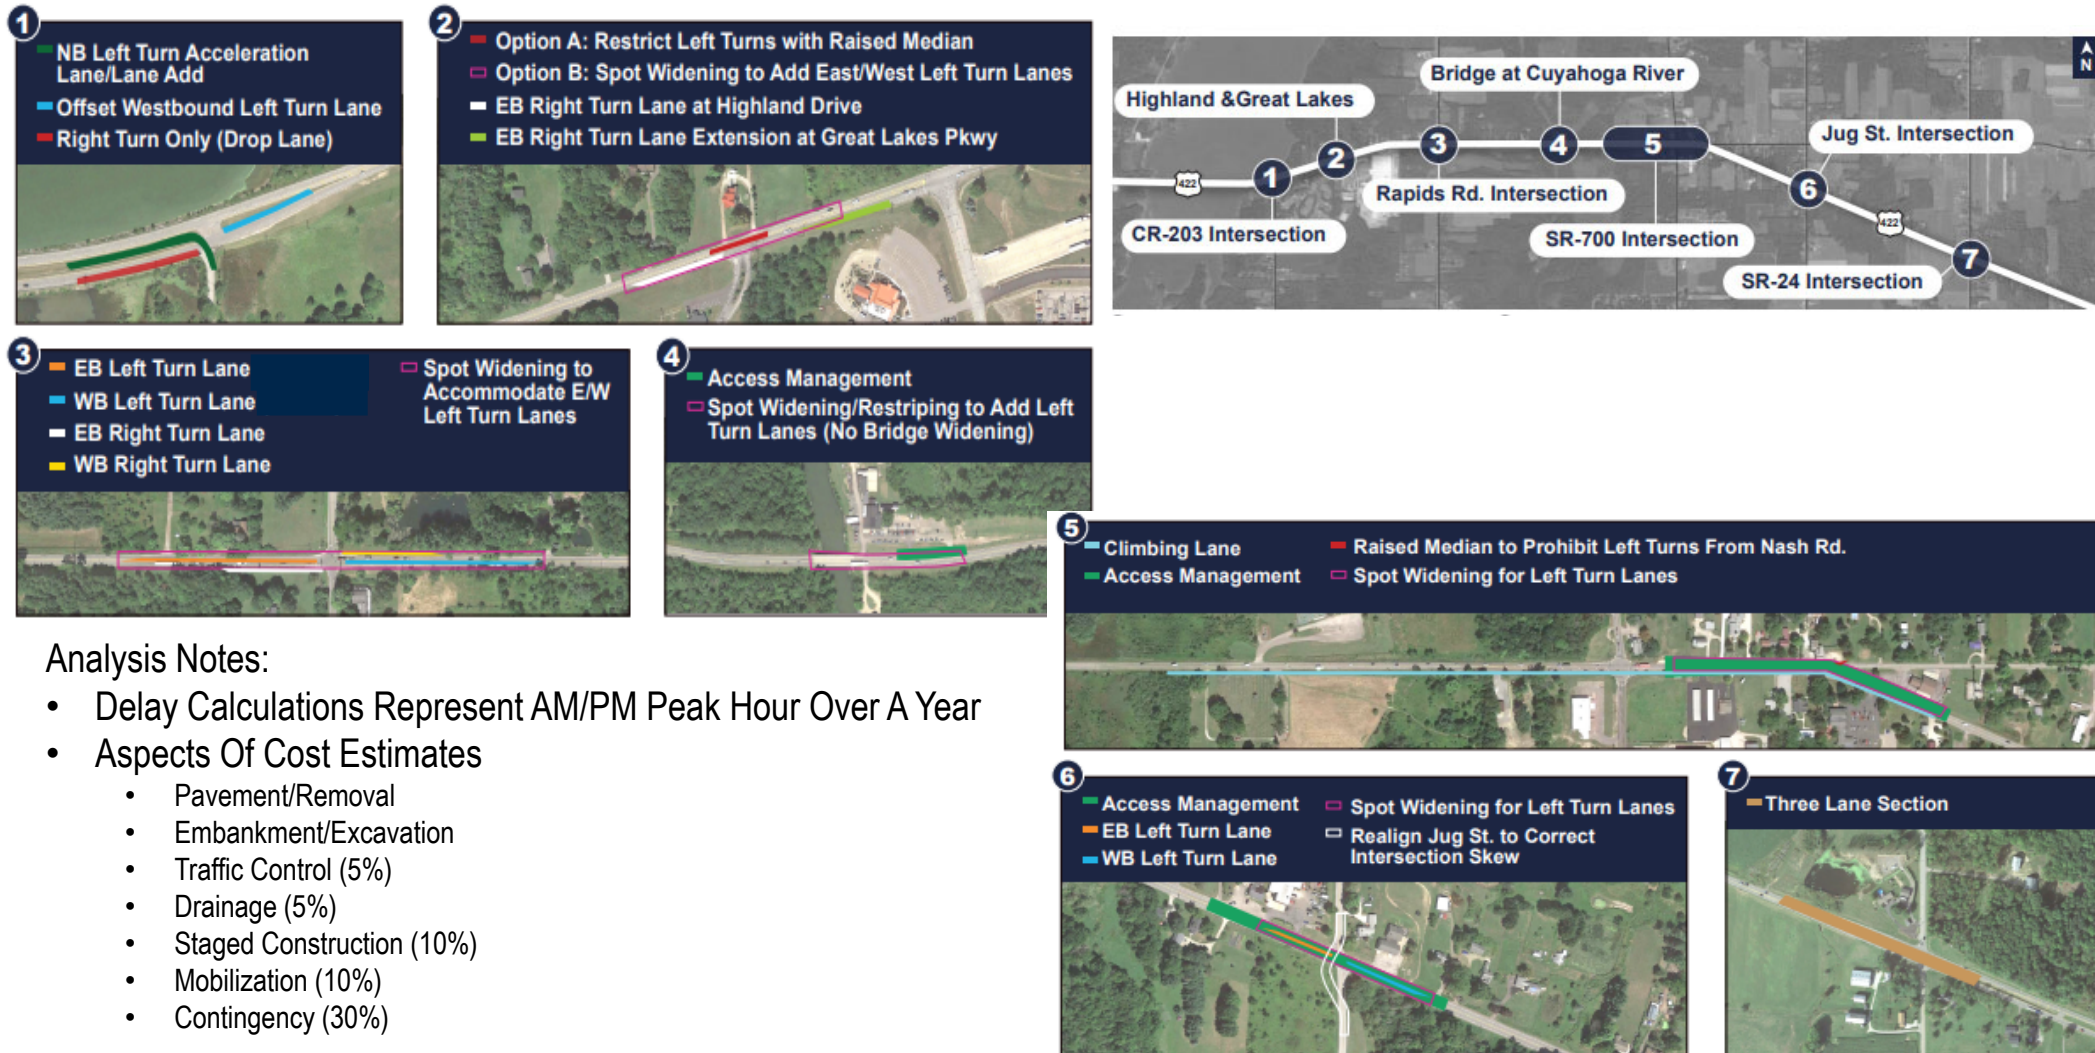 1
NB Left Turn Acceleration
Lane/Lane Add
Offset Westbound Left Turn Lane
Right Turn Only (Drop Lane)
2
Option A: Restrict Left Turns with Raised Median
Option B: Spot Widening to Add East/West Left Turn Lanes
EB Right Turn Lane at Highland Drive
EB Right Turn Lane Extension at Great Lakes Pkwy
N
Bridge at Cuyahoga River
Highland &Great Lakes
Jug St. Intersection
1
2
3
4
5
6
7
422
422
Rapids Rd. Intersection
CR-203 Intersection
SR-700 Intersection
SR-24 Intersection
3
EB Left Turn Lane
WB Left Turn Lane
EB Right Turn Lane
WB Right Turn Lane
Spot Widening to
Accommodate E/W
Left Turn Lanes
4
Access Management
Spot Widening/Restriping to Add Left
Turn Lanes (No Bridge Widening)
5
Climbing Lane
Access Management
Raised Median to Prohibit Left Turns From Nash Rd.
Spot Widening for Left Turn Lanes
Analysis Notes:
• Delay Calculations Represent AM/PM Peak Hour Over A Year
• Aspects Of Cost Estimates
• Pavement/Removal
• Embankment/Excavation
• Traffic Control (5%)
• Drainage (5%)
• Staged Construction (10%)
• Mobilization (10%)
• Contingency (30%)
6
Access Management
EB Left Turn Lane
WB Left Turn Lane
Spot Widening for Left Turn Lanes
Realign Jug St. to Correct
Intersection Skew
7
Three Lane Section